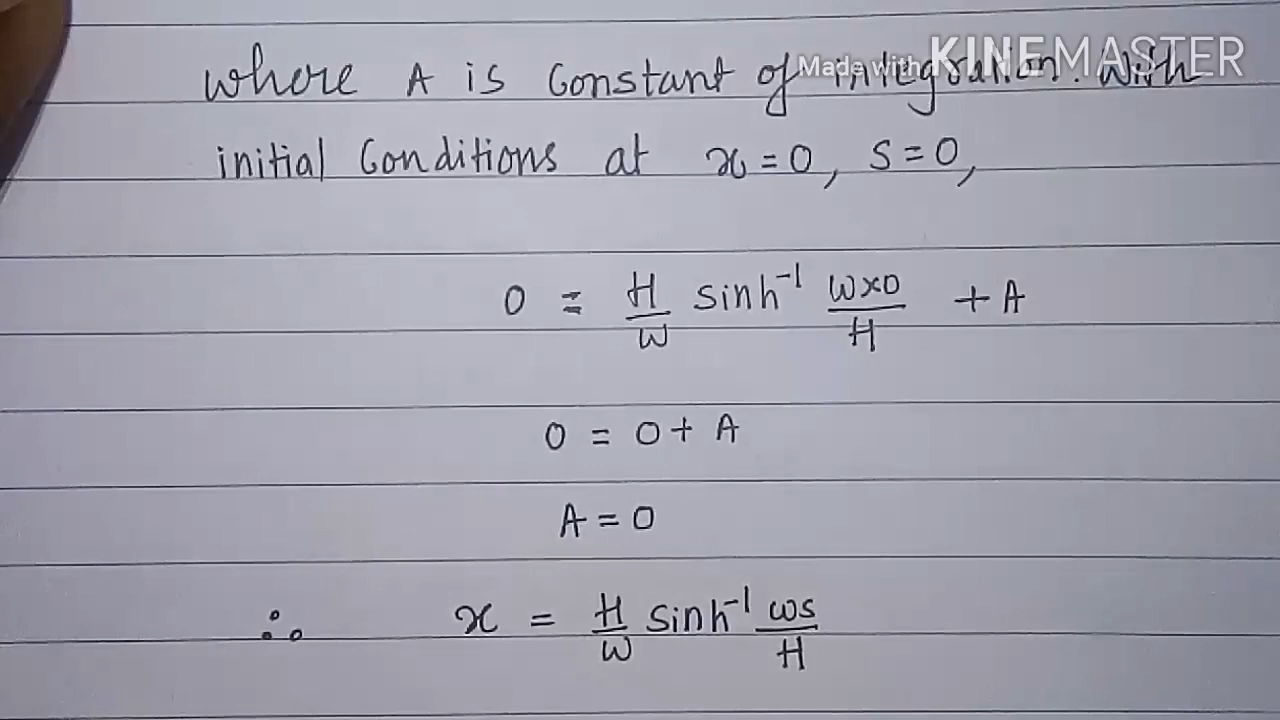 where A is Constant of integration. With
Made with KINEMASTER
initial Conditions at x = 0, S = 0,
0 = H/W sinh⁻¹ W×0/H + A
0 = 0 + A
A = 0
∴ x = H/W sinh⁻¹ ws/H